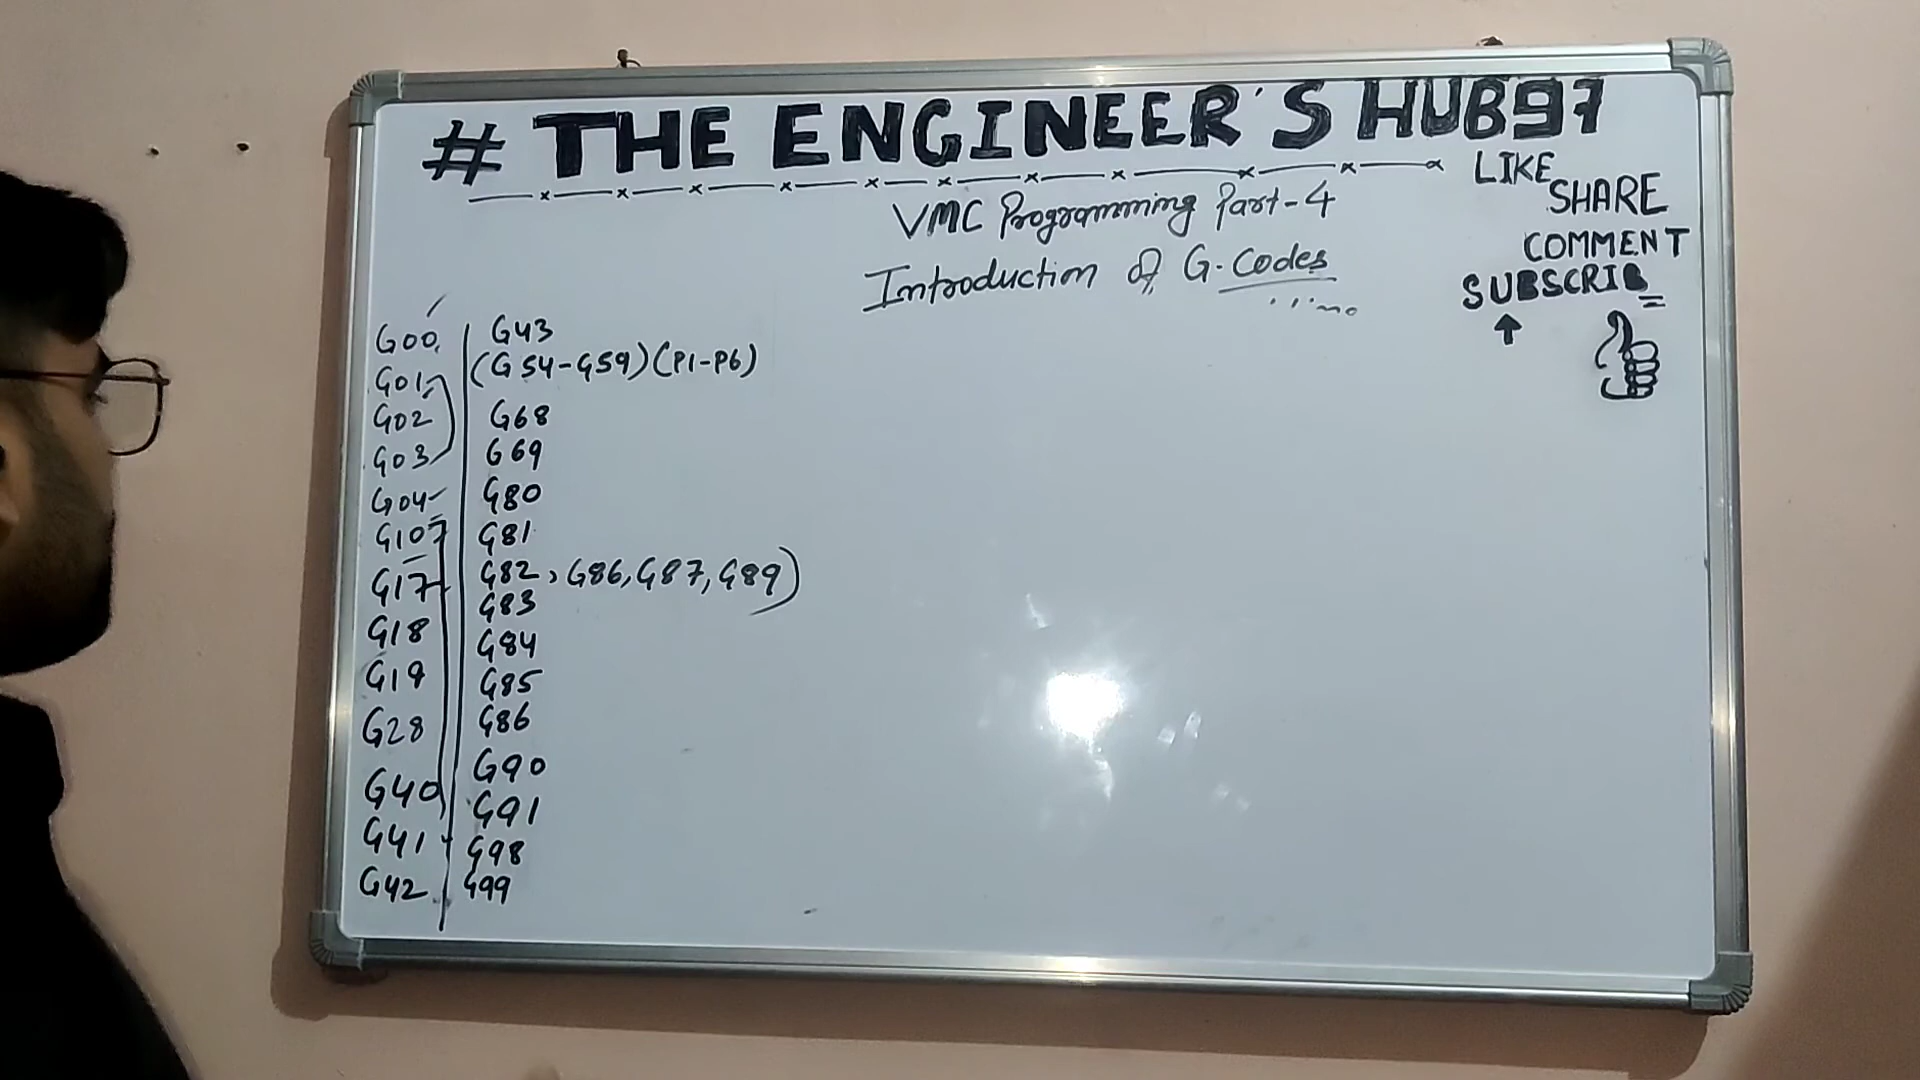 # THE ENGINEER'S HUB97
LIKE
SHARE
COMMENT
SUBSCRIB
VMC Programming Part-4
Introduction of G-Codes
G00
G01
G02
G03
G04
G10
G17
G18
G19
G28
G40
G41
G42
G43
(G54-G59)(P1-P6)
G68
G69
G80
G81
G82, G86, G87, G89)
G83
G84
G85
G86
G90
G91
G98
G99